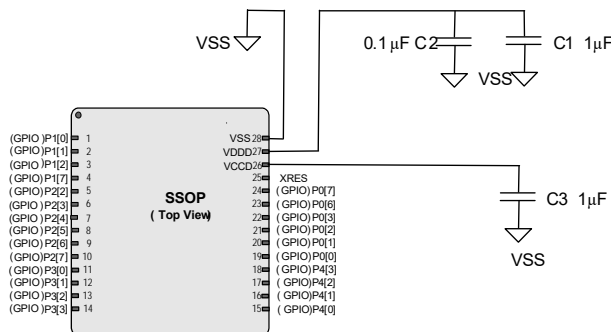 VSS
0.1 µF C2
C1 1µF
VSS
(GPIO)P1[0] 1
(GPIO)P1[1] 2
(GPIO)P1[2] 3
(GPIO)P1[7] 4
(GPIO)P2[2] 5
(GPIO)P2[3] 6
(GPIO)P2[4] 7
(GPIO)P2[5] 8
(GPIO)P2[6] 9
(GPIO)P2[7] 10
(GPIO)P3[0] 11
(GPIO)P3[1] 12
(GPIO)P3[2] 13
(GPIO)P3[3] 14
SSOP
(Top View)
VSS 28
VDDD 27
VCCD 26
25 XRES
24 (GPIO)P0[7]
23 (GPIO)P0[6]
22 (GPIO)P0[3]
21 (GPIO)P0[2]
20 (GPIO)P0[1]
19 (GPIO)P0[0]
18 (GPIO)P4[3]
17 (GPIO)P4[2]
16 (GPIO)P4[1]
15 (GPIO)P4[0]
C3 1µF
VSS